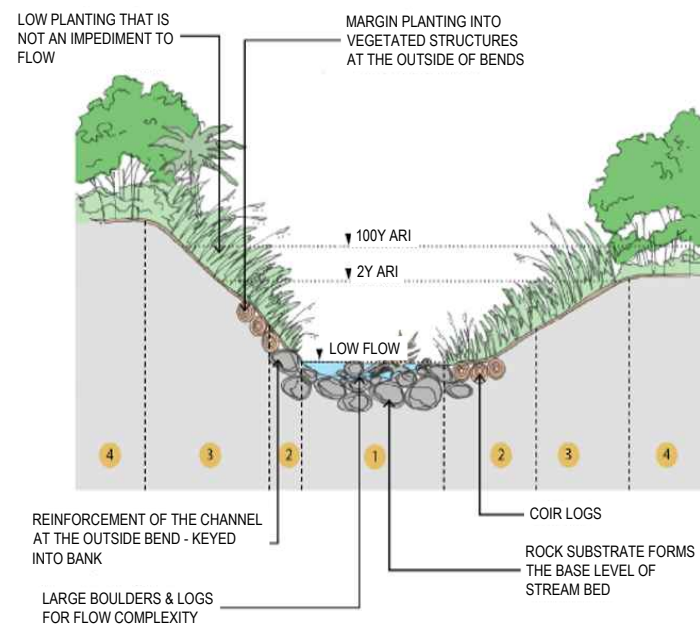 LOW PLANTING THAT IS
NOT AN IMPEDIMENT TO
FLOW
MARGIN PLANTING INTO
VEGETATED STRUCTURES
AT THE OUTSIDE OF BENDS
100Y ARI
2Y ARI
LOW FLOW
4
3
2
1
2
3
4
REINFORCEMENT OF THE CHANNEL
AT THE OUTSIDE BEND - KEYED
INTO BANK
LARGE BOULDERS & LOGS
FOR FLOW COMPLEXITY
COIR LOGS
ROCK SUBSTRATE FORMS
THE BASE LEVEL OF
STREAM BED